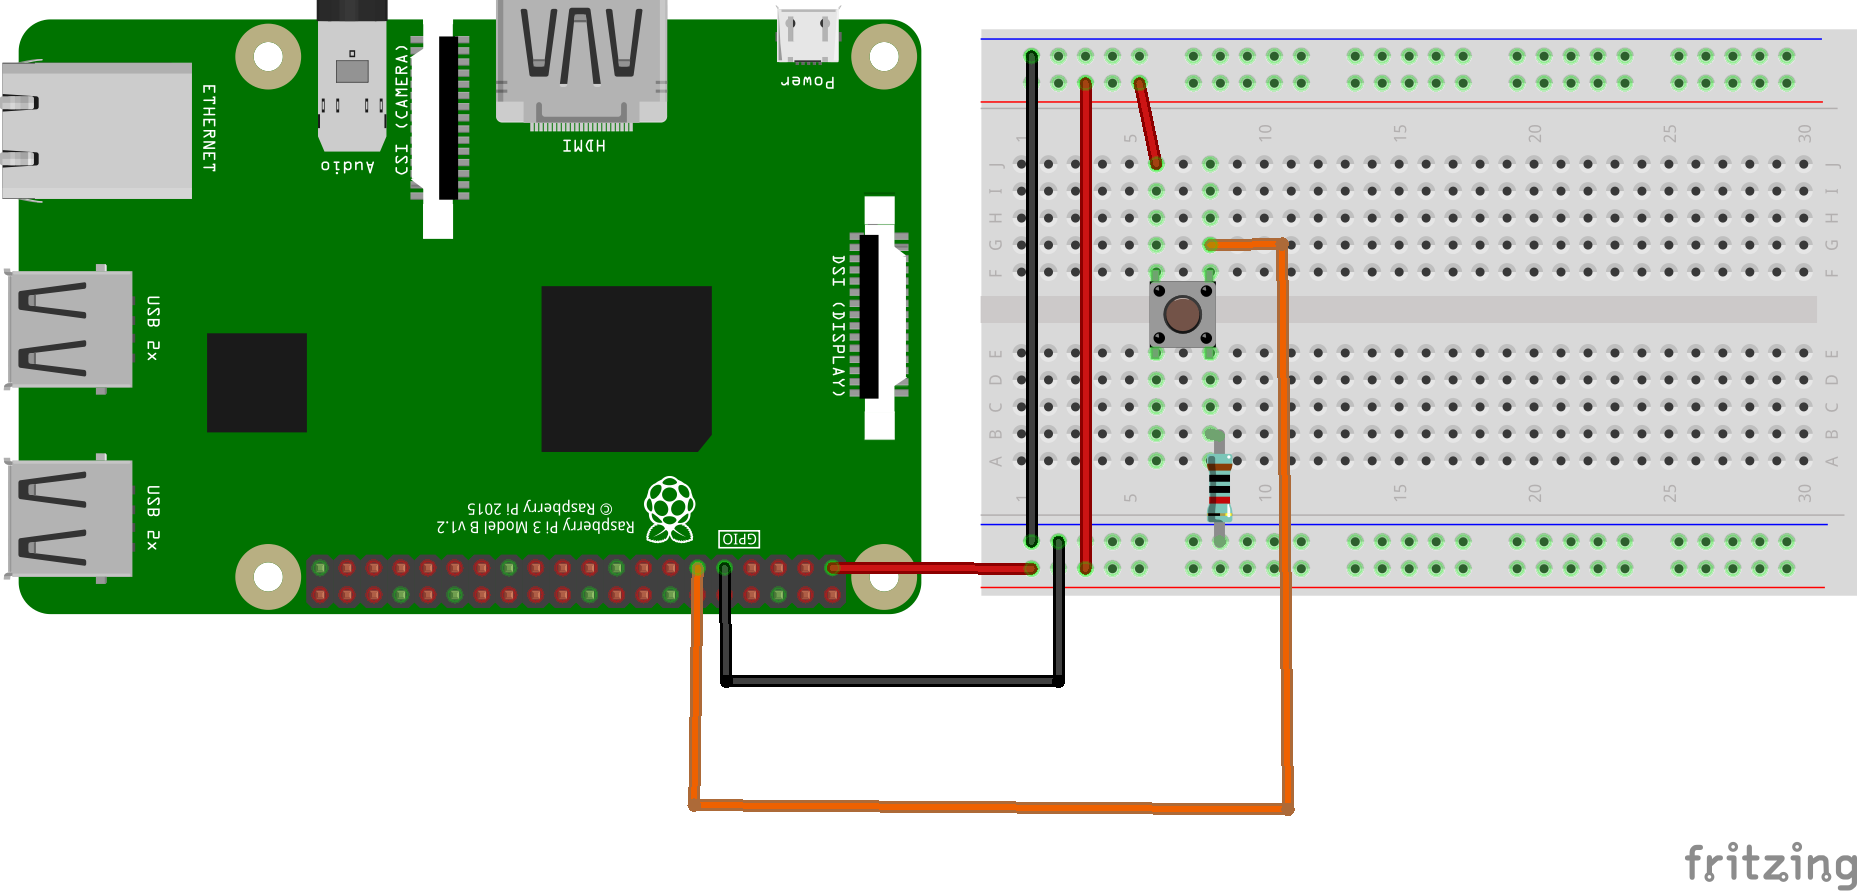 Power
ETHERNET
Audio
CSI (CAMERA)
HDMI
DSI (DISPLAY)
USB 2x
USB 2x
Raspberry Pi 3 Model B v1.2
© Raspberry Pi 2015
GPIO
1 5 10 15 20 25 30
J J
I I
H H
G G
F F
E E
D D
C C
B B
A A
1 5 10 15 20 25 30
fritzing